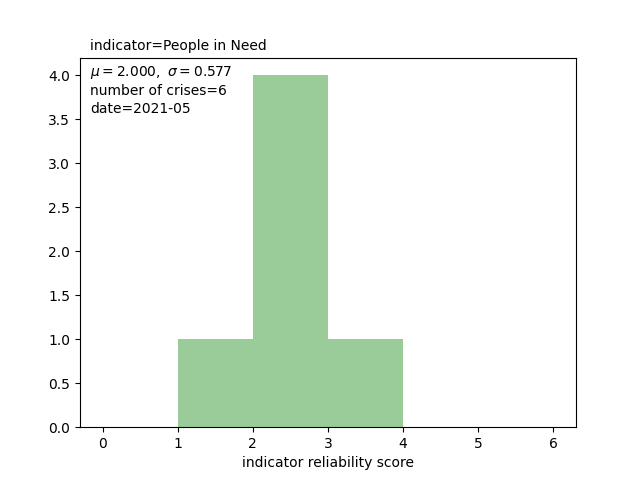 indicator=People in Need
μ = 2.000, σ = 0.577
number of crises=6
date=2021-05
4.0
3.5
3.0
2.5
2.0
1.5
1.0
0.5
0.0
0 1 2 3 4 5 6
indicator reliability score